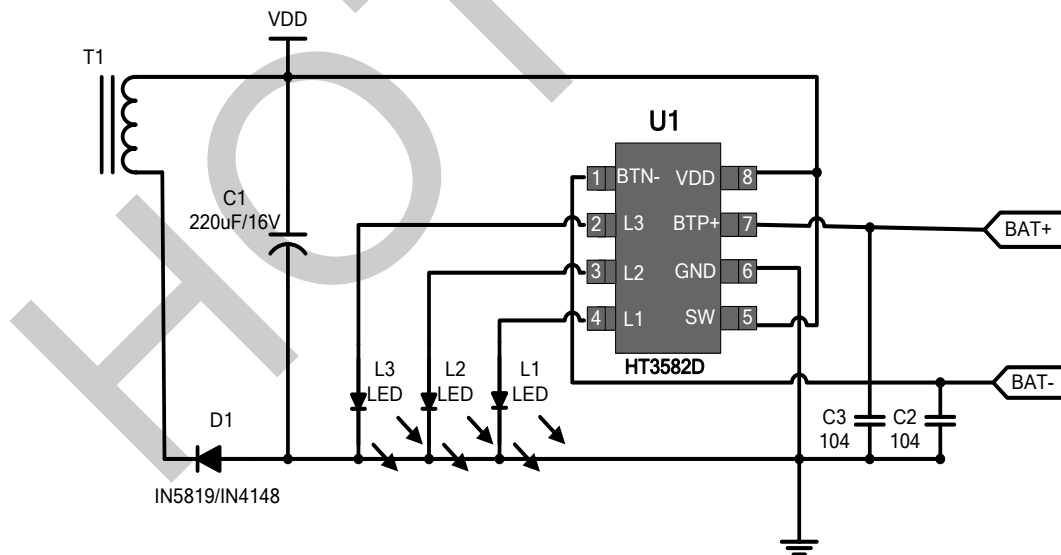 VDD
T1
U1
C1
220uF/16V
1
BTN-
VDD
8
2
L3
BTP+
7
BAT+
3
L2
GND
6
4
L1
SW
5
HT3582D
L3
LED
L2
LED
L1
LED
BAT-
D1
C3
104
C2
104
IN5819/IN4148
HOT